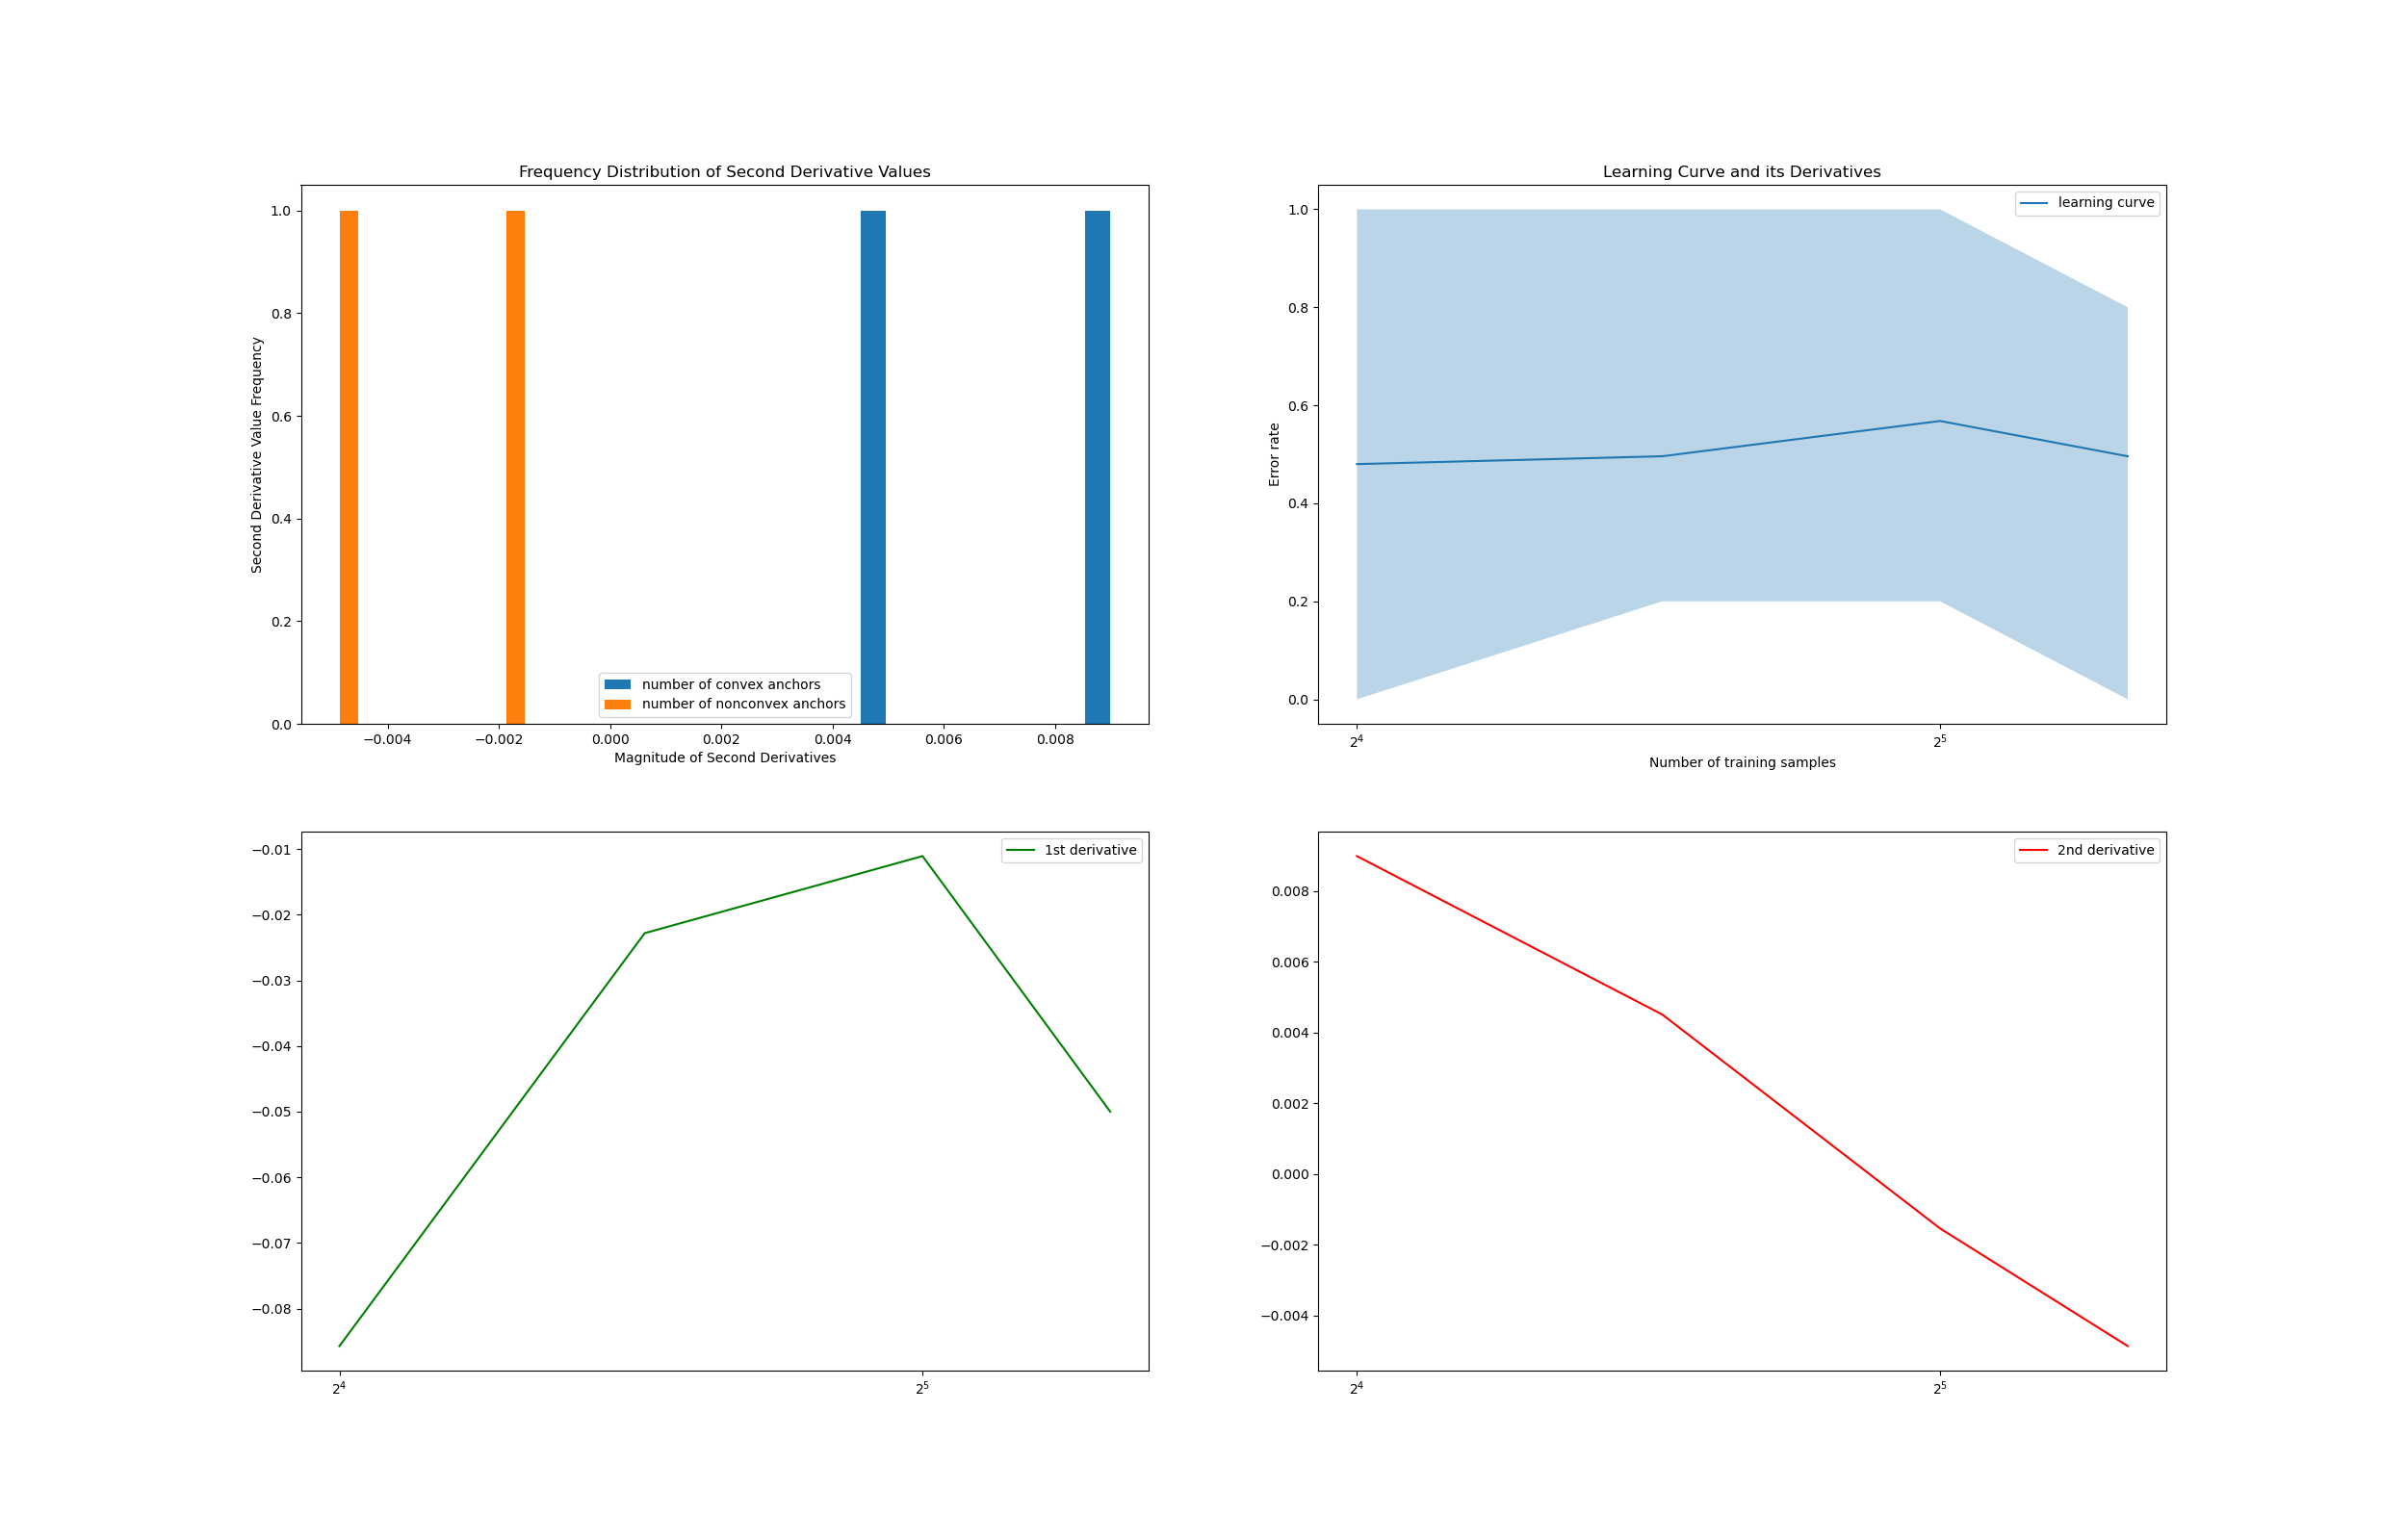 Frequency Distribution of Second Derivative Values
1.0
0.8
0.6
0.4
0.2
0.0
Second Derivative Value Frequency
number of convex anchors
number of nonconvex anchors
−0.004 −0.002 0.000 0.002 0.004 0.006 0.008
Magnitude of Second Derivatives
Learning Curve and its Derivatives
learning curve
1.0
0.8
0.6
0.4
0.2
0.0
Error rate
2⁴ 2⁵
Number of training samples
1st derivative
−0.01
−0.02
−0.03
−0.04
−0.05
−0.06
−0.07
−0.08
2⁴ 2⁵
2nd derivative
0.008
0.006
0.004
0.002
0.000
−0.002
−0.004
2⁴ 2⁵